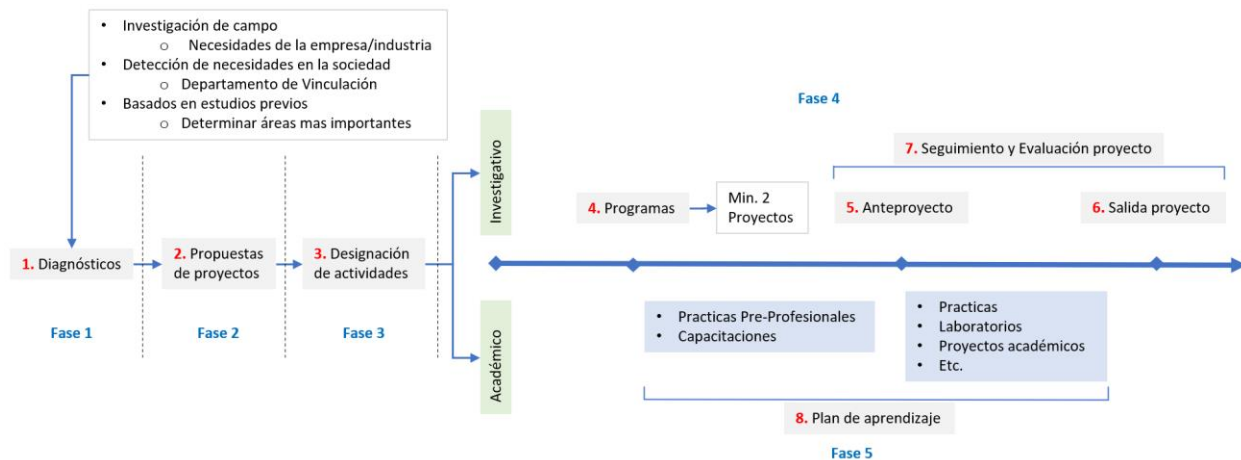 • Investigación de campo
o Necesidades de la empresa/industria
• Detección de necesidades en la sociedad
o Departamento de Vinculación
• Basados en estudios previos
o Determinar áreas mas importantes
1. Diagnósticos
2. Propuestas
de proyectos
3. Designación
de actividades
Fase 1
Fase 2
Fase 3
Investigativo
Académico
Fase 4
7. Seguimiento y Evaluación proyecto
4. Programas
Min. 2
Proyectos
5. Anteproyecto
6. Salida proyecto
• Practicas Pre-Profesionales
• Capacitaciones
• Practicas
• Laboratorios
• Proyectos académicos
• Etc.
8. Plan de aprendizaje
Fase 5